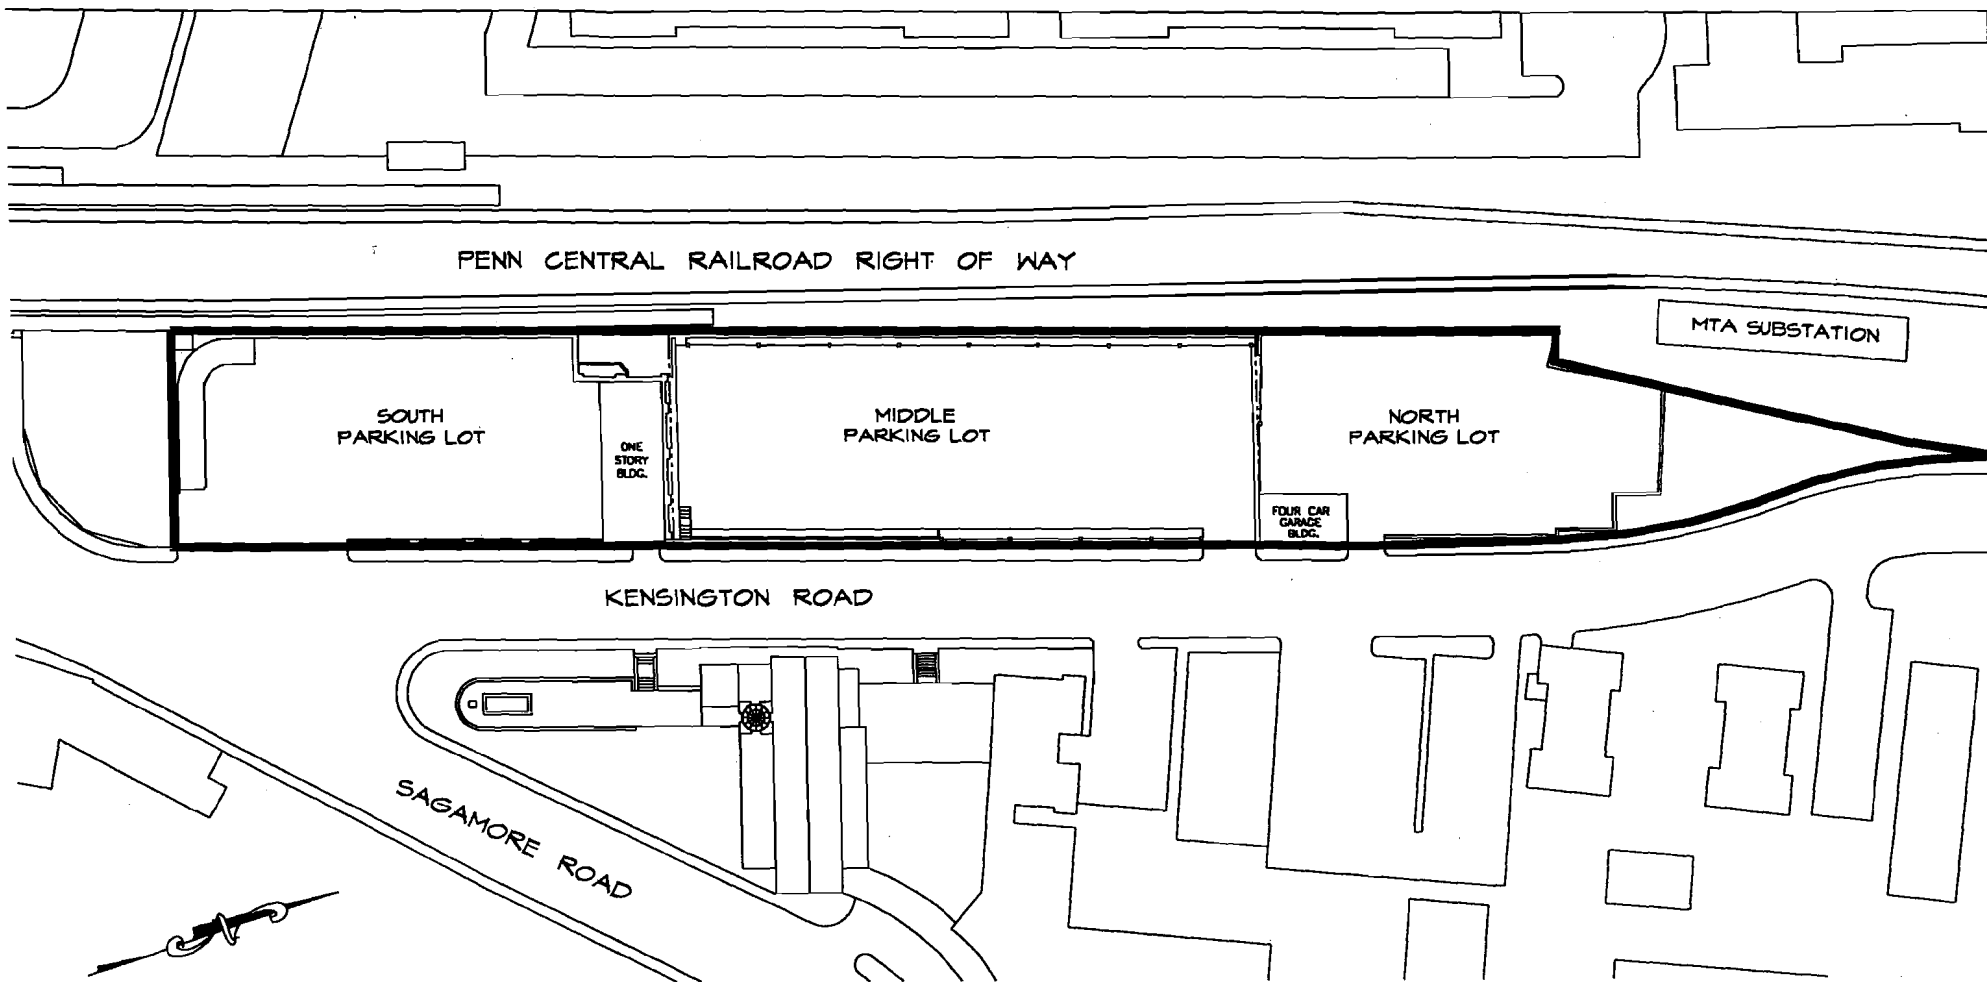 PENN CENTRAL RAILROAD RIGHT OF WAY
MTA SUBSTATION
SOUTH
PARKING LOT
ONE
STORY
BLDG.
MIDDLE
PARKING LOT
NORTH
PARKING LOT
FOUR CAR
GARAGE
BLDG.
KENSINGTON ROAD
SAGAMORE ROAD